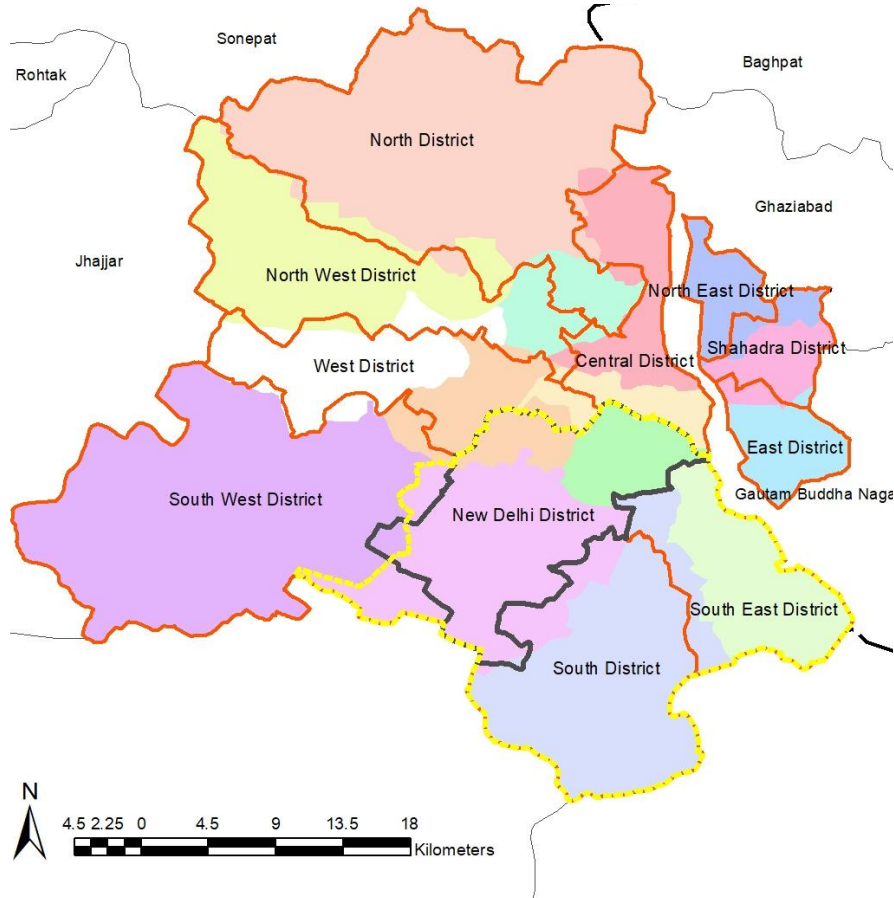 Sonepat
Rohtak
Baghpat
North District
Ghaziabad
Jhajjar
North West District
North East District
Shahadra District
West District
Central District
East District
South West District
Gautam Buddha Naga
New Delhi District
South East District
South District
N
4.5 2.25 0 4.5 9 13.5 18
Kilometers